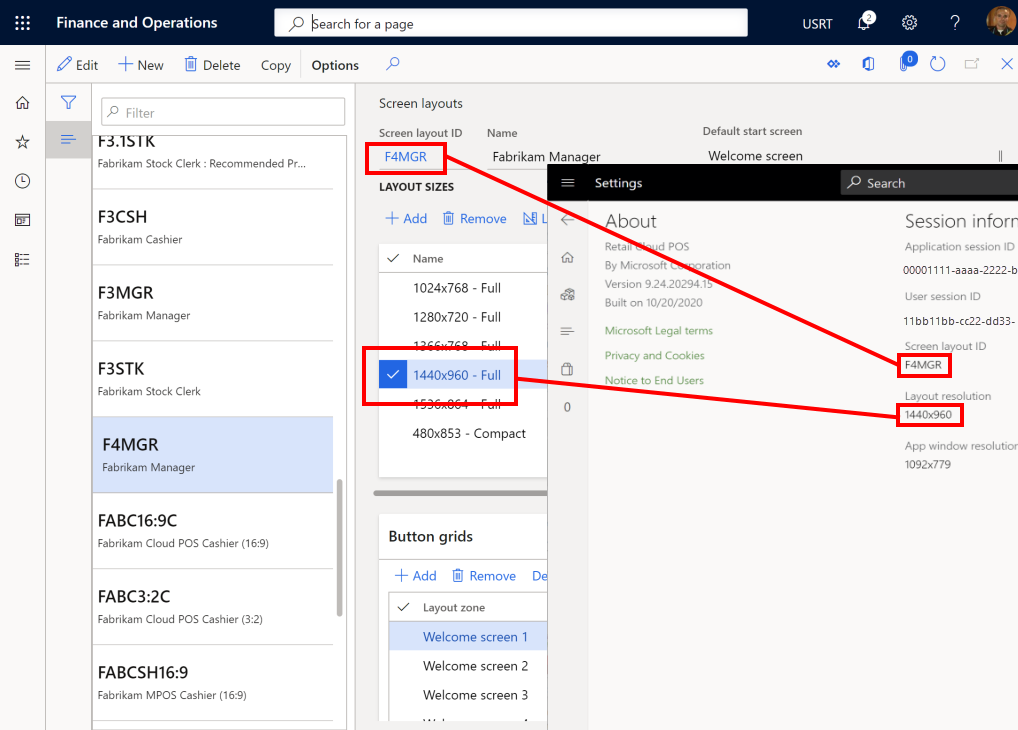 Finance and Operations
Search for a page
USRT
2
?
Edit
New
Delete
Copy
Options
0
Filter
F3.1STK
Fabrikam Stock Clerk : Recommended Pr...
F3CSH
Fabrikam Cashier
F3MGR
Fabrikam Manager
F3STK
Fabrikam Stock Clerk
F4MGR
Fabrikam Manager
FABC16:9C
Fabrikam Cloud POS Cashier (16:9)
FABC3:2C
Fabrikam Cloud POS Cashier (3:2)
FABCSH16:9
Fabrikam MPOS Cashier (16:9)
Screen layouts
Screen layout ID
Name
Default start screen
F4MGR
Fabrikam Manager
Welcome screen
LAYOUT SIZES
Add
Remove
L
Name
1024x768 - Full
1280x720 - Full
1366x768 - Full
1440x960 - Full
1536x864 - Full
480x853 - Compact
Button grids
Add
Remove
De
Layout zone
Welcome screen 1
Welcome screen 2
Welcome screen 3
Settings
Search
About
Retail Cloud POS
By Microsoft Corporation
Version 9.24.20294.15
Built on 10/20/2020
Microsoft Legal terms
Privacy and Cookies
Notice to End Users
0
Session inforr
Application session ID
00001111-aaaa-2222-b
User session ID
11bb11bb-cc22-dd33-
Screen layout ID
F4MGR
Layout resolution
1440x960
App window resolution
1092x779